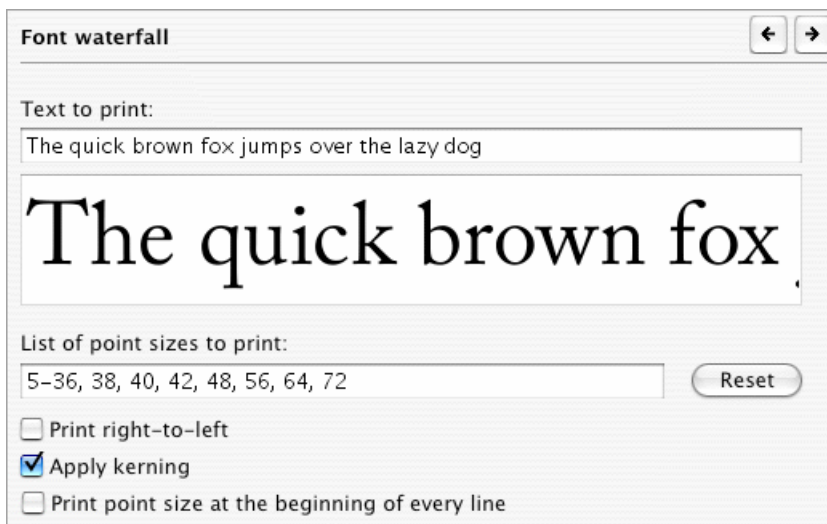 Font waterfall
Text to print:
The quick brown fox jumps over the lazy dog
The quick brown fox
List of point sizes to print:
5–36, 38, 40, 42, 48, 56, 64, 72
Reset
Print right-to-left
Apply kerning
Print point size at the beginning of every line